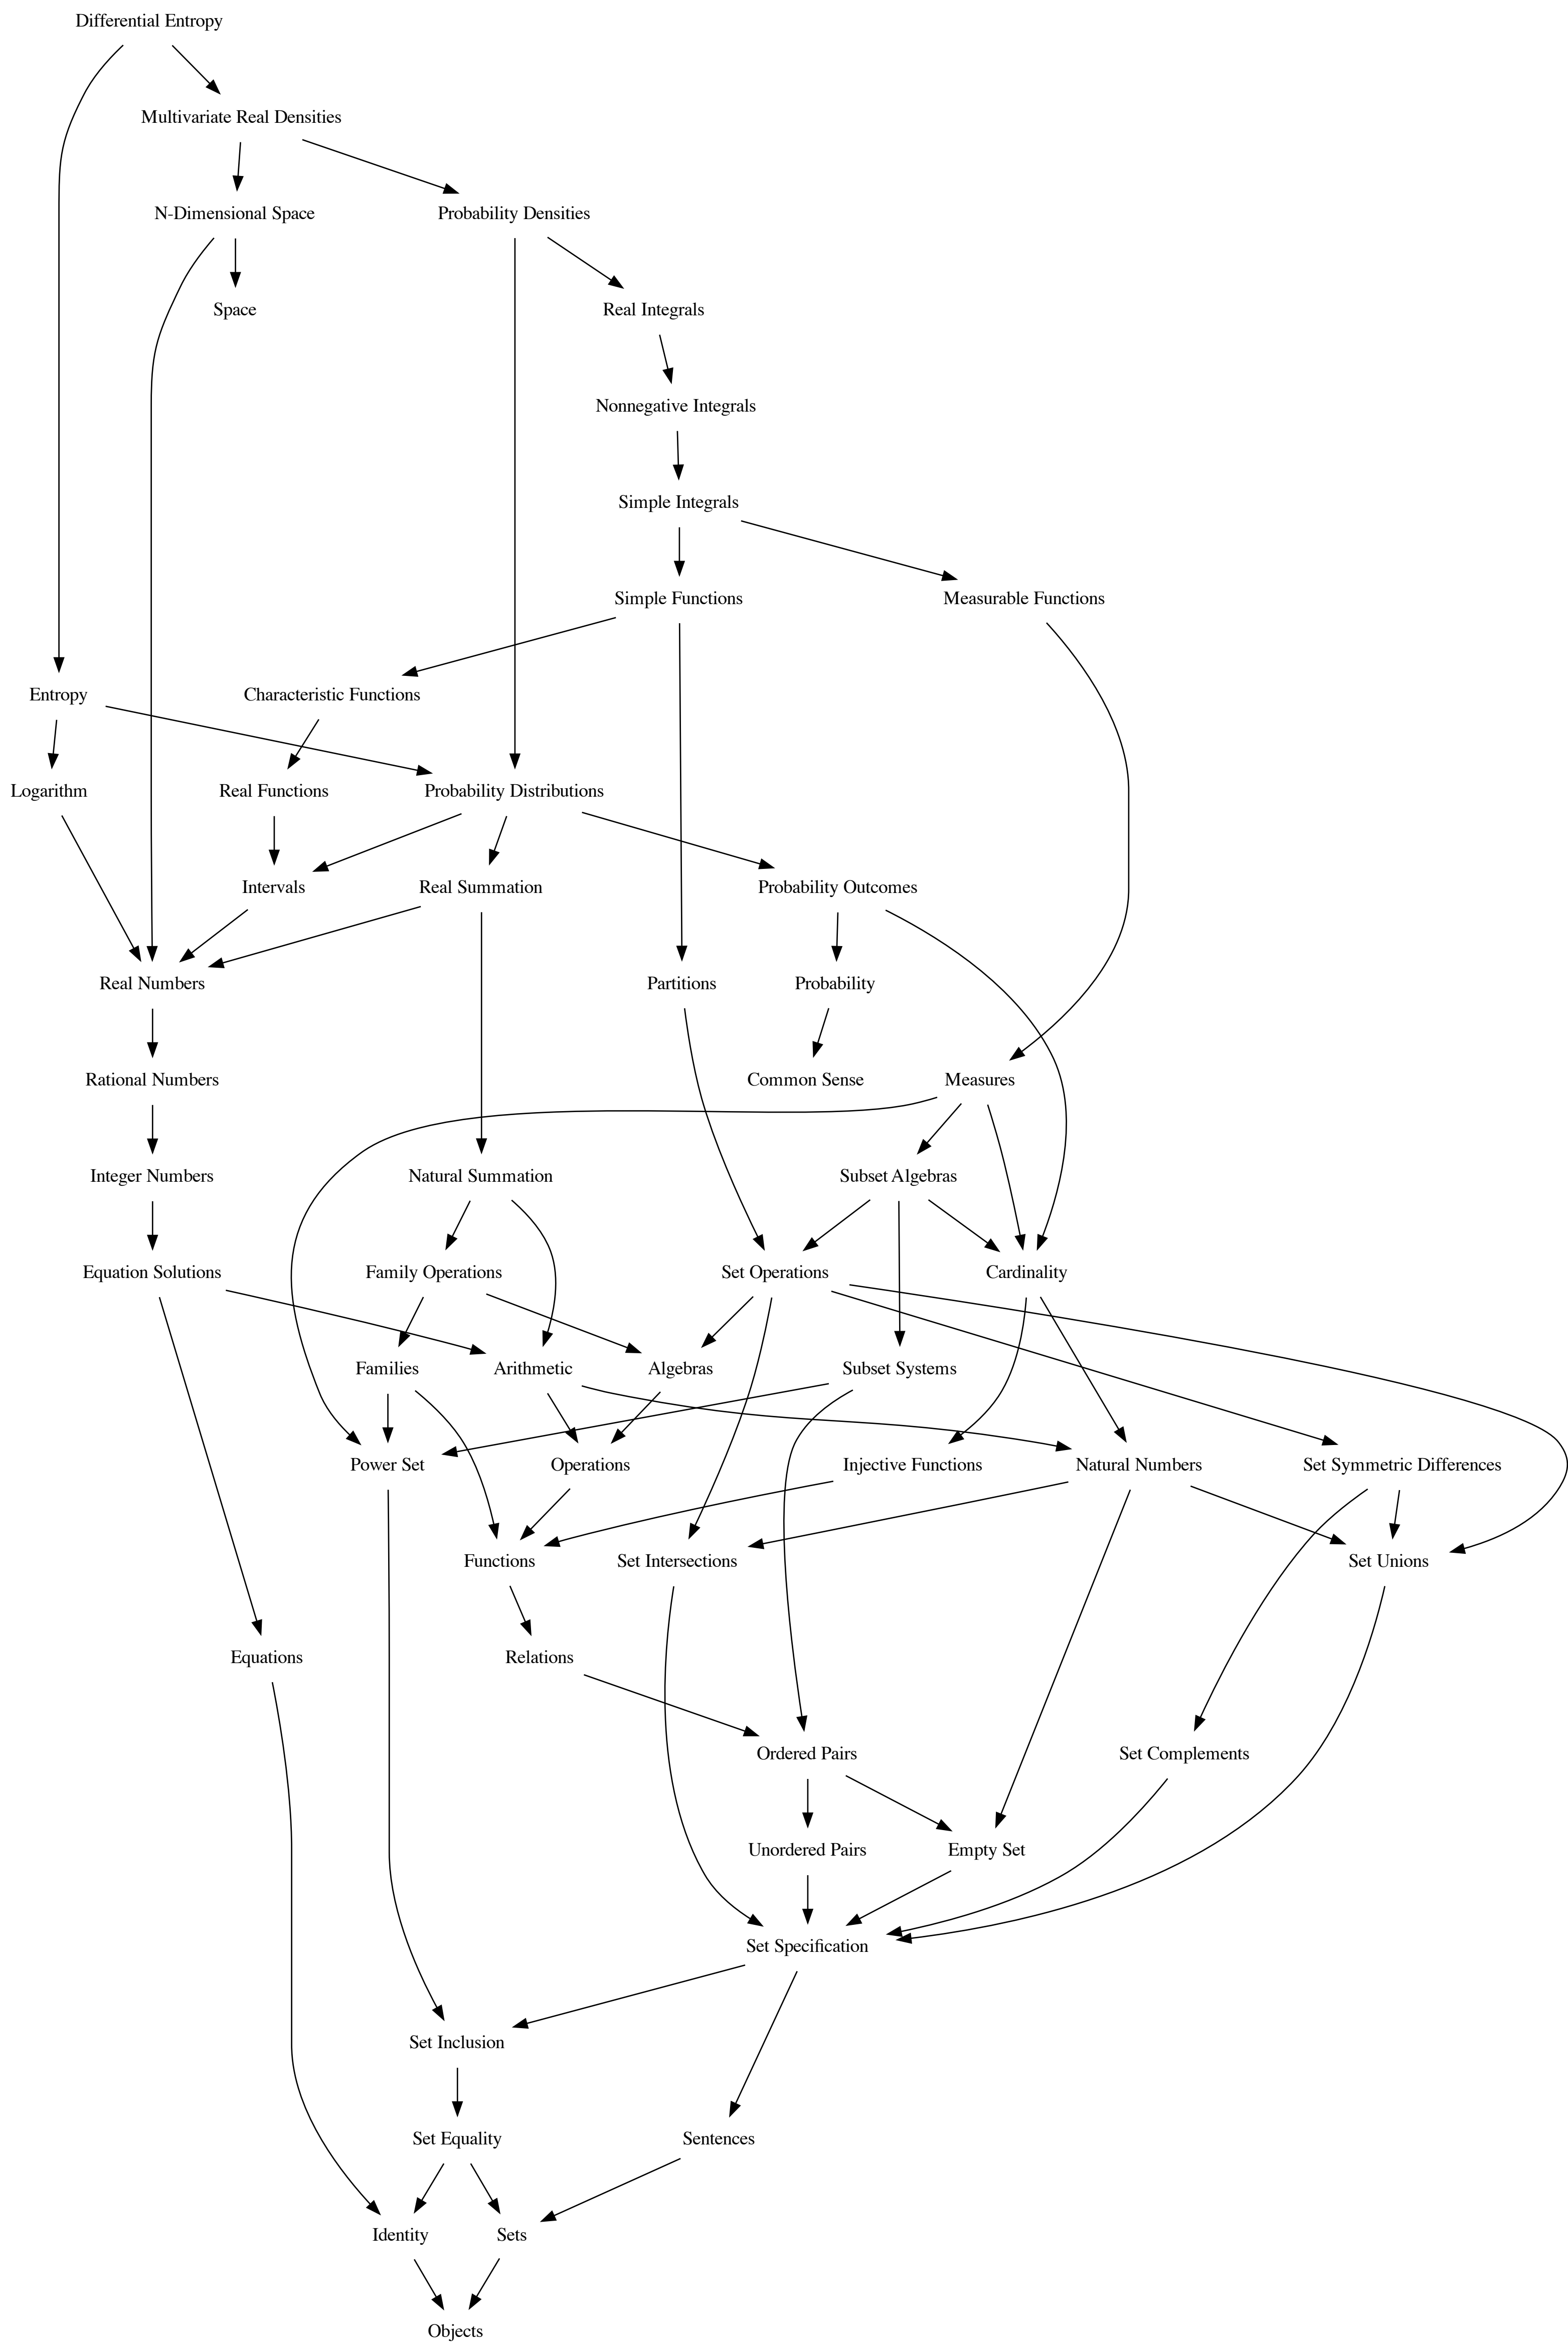 Differential Entropy
Multivariate Real Densities
N-Dimensional Space
Probability Densities
Space
Real Integrals
Nonnegative Integrals
Simple Integrals
Simple Functions
Measurable Functions
Entropy
Characteristic Functions
Logarithm
Real Functions
Probability Distributions
Intervals
Real Summation
Probability Outcomes
Real Numbers
Partitions
Probability
Rational Numbers
Common Sense
Measures
Integer Numbers
Natural Summation
Subset Algebras
Equation Solutions
Family Operations
Set Operations
Cardinality
Families
Arithmetic
Algebras
Subset Systems
Power Set
Operations
Injective Functions
Natural Numbers
Set Symmetric Differences
Functions
Set Intersections
Set Unions
Equations
Relations
Ordered Pairs
Set Complements
Unordered Pairs
Empty Set
Set Specification
Set Inclusion
Set Equality
Sentences
Identity
Sets
Objects